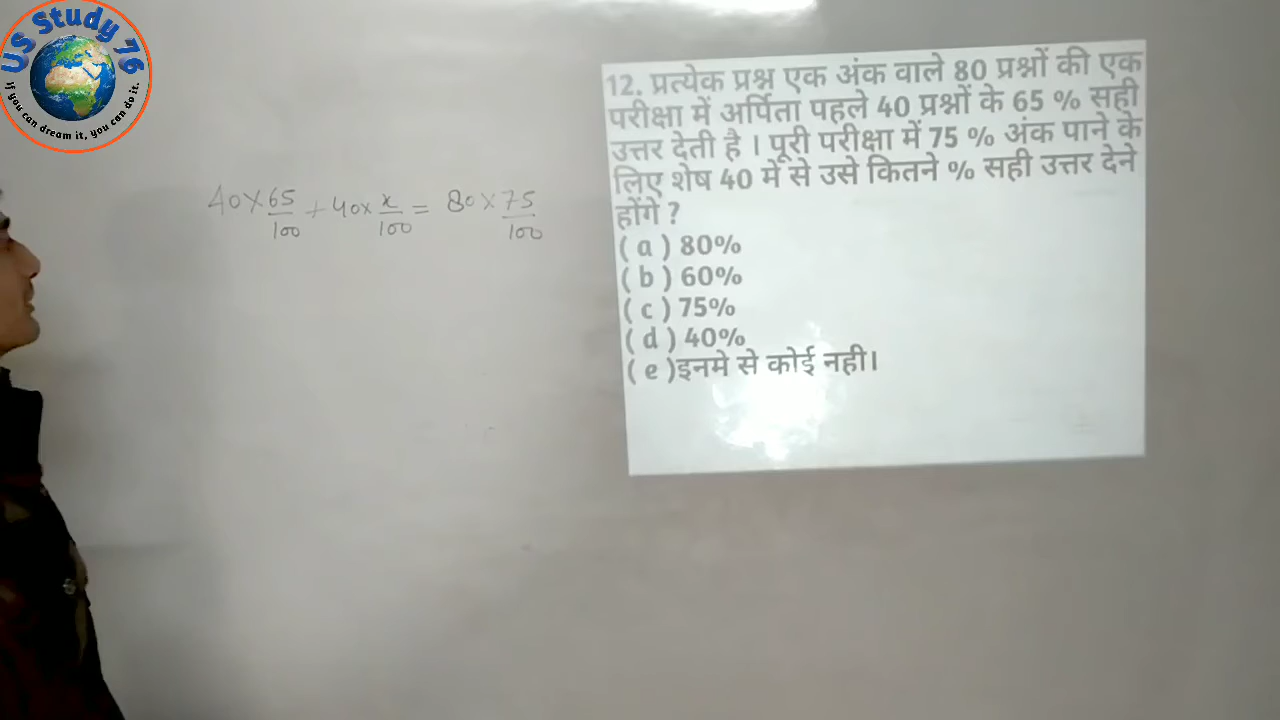 US Study 76
If you can dream it, you can do it.
12. प्रत्येक प्रश्न एक अंक वाले 80 प्रश्नों की एक
परीक्षा में अर्पिता पहले 40 प्रश्नों के 65 % सही
उत्तर देती है । पूरी परीक्षा में 75 % अंक पाने के
लिए शेष 40 में से उसे कितने % सही उत्तर देने
होंगे ?
( a ) 80%
( b ) 60%
( c ) 75%
( d ) 40%
( e )इनमे से कोई नही।
40 × 65/100 + 40 × x/100 = 80 × 75/100